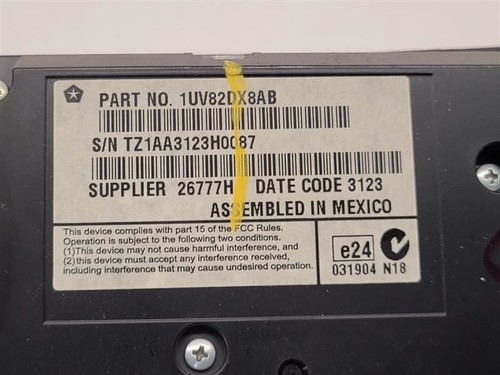 PART NO. 1UV82DX8AB
S/N TZ1AA3123H0087
SUPPLIER 26777H DATE CODE 3123
ASSEMBLED IN MEXICO
This device complies with part 15 of the FCC Rules.
Operation is subject to the following two conditions.
(1)This device may not cause harmful interference, and
(2)this device must accept any interference received,
including interference that may cause undesired operation.
e24
031904 N18